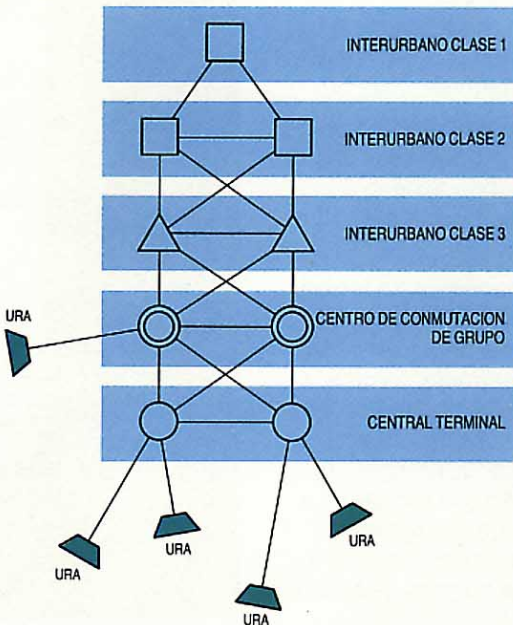 INTERURBANO CLASE 1
INTERURBANO CLASE 2
INTERURBANO CLASE 3
URA
CENTRO DE CONMUTACION
DE GRUPO
CENTRAL TERMINAL
URA
URA
URA
URA